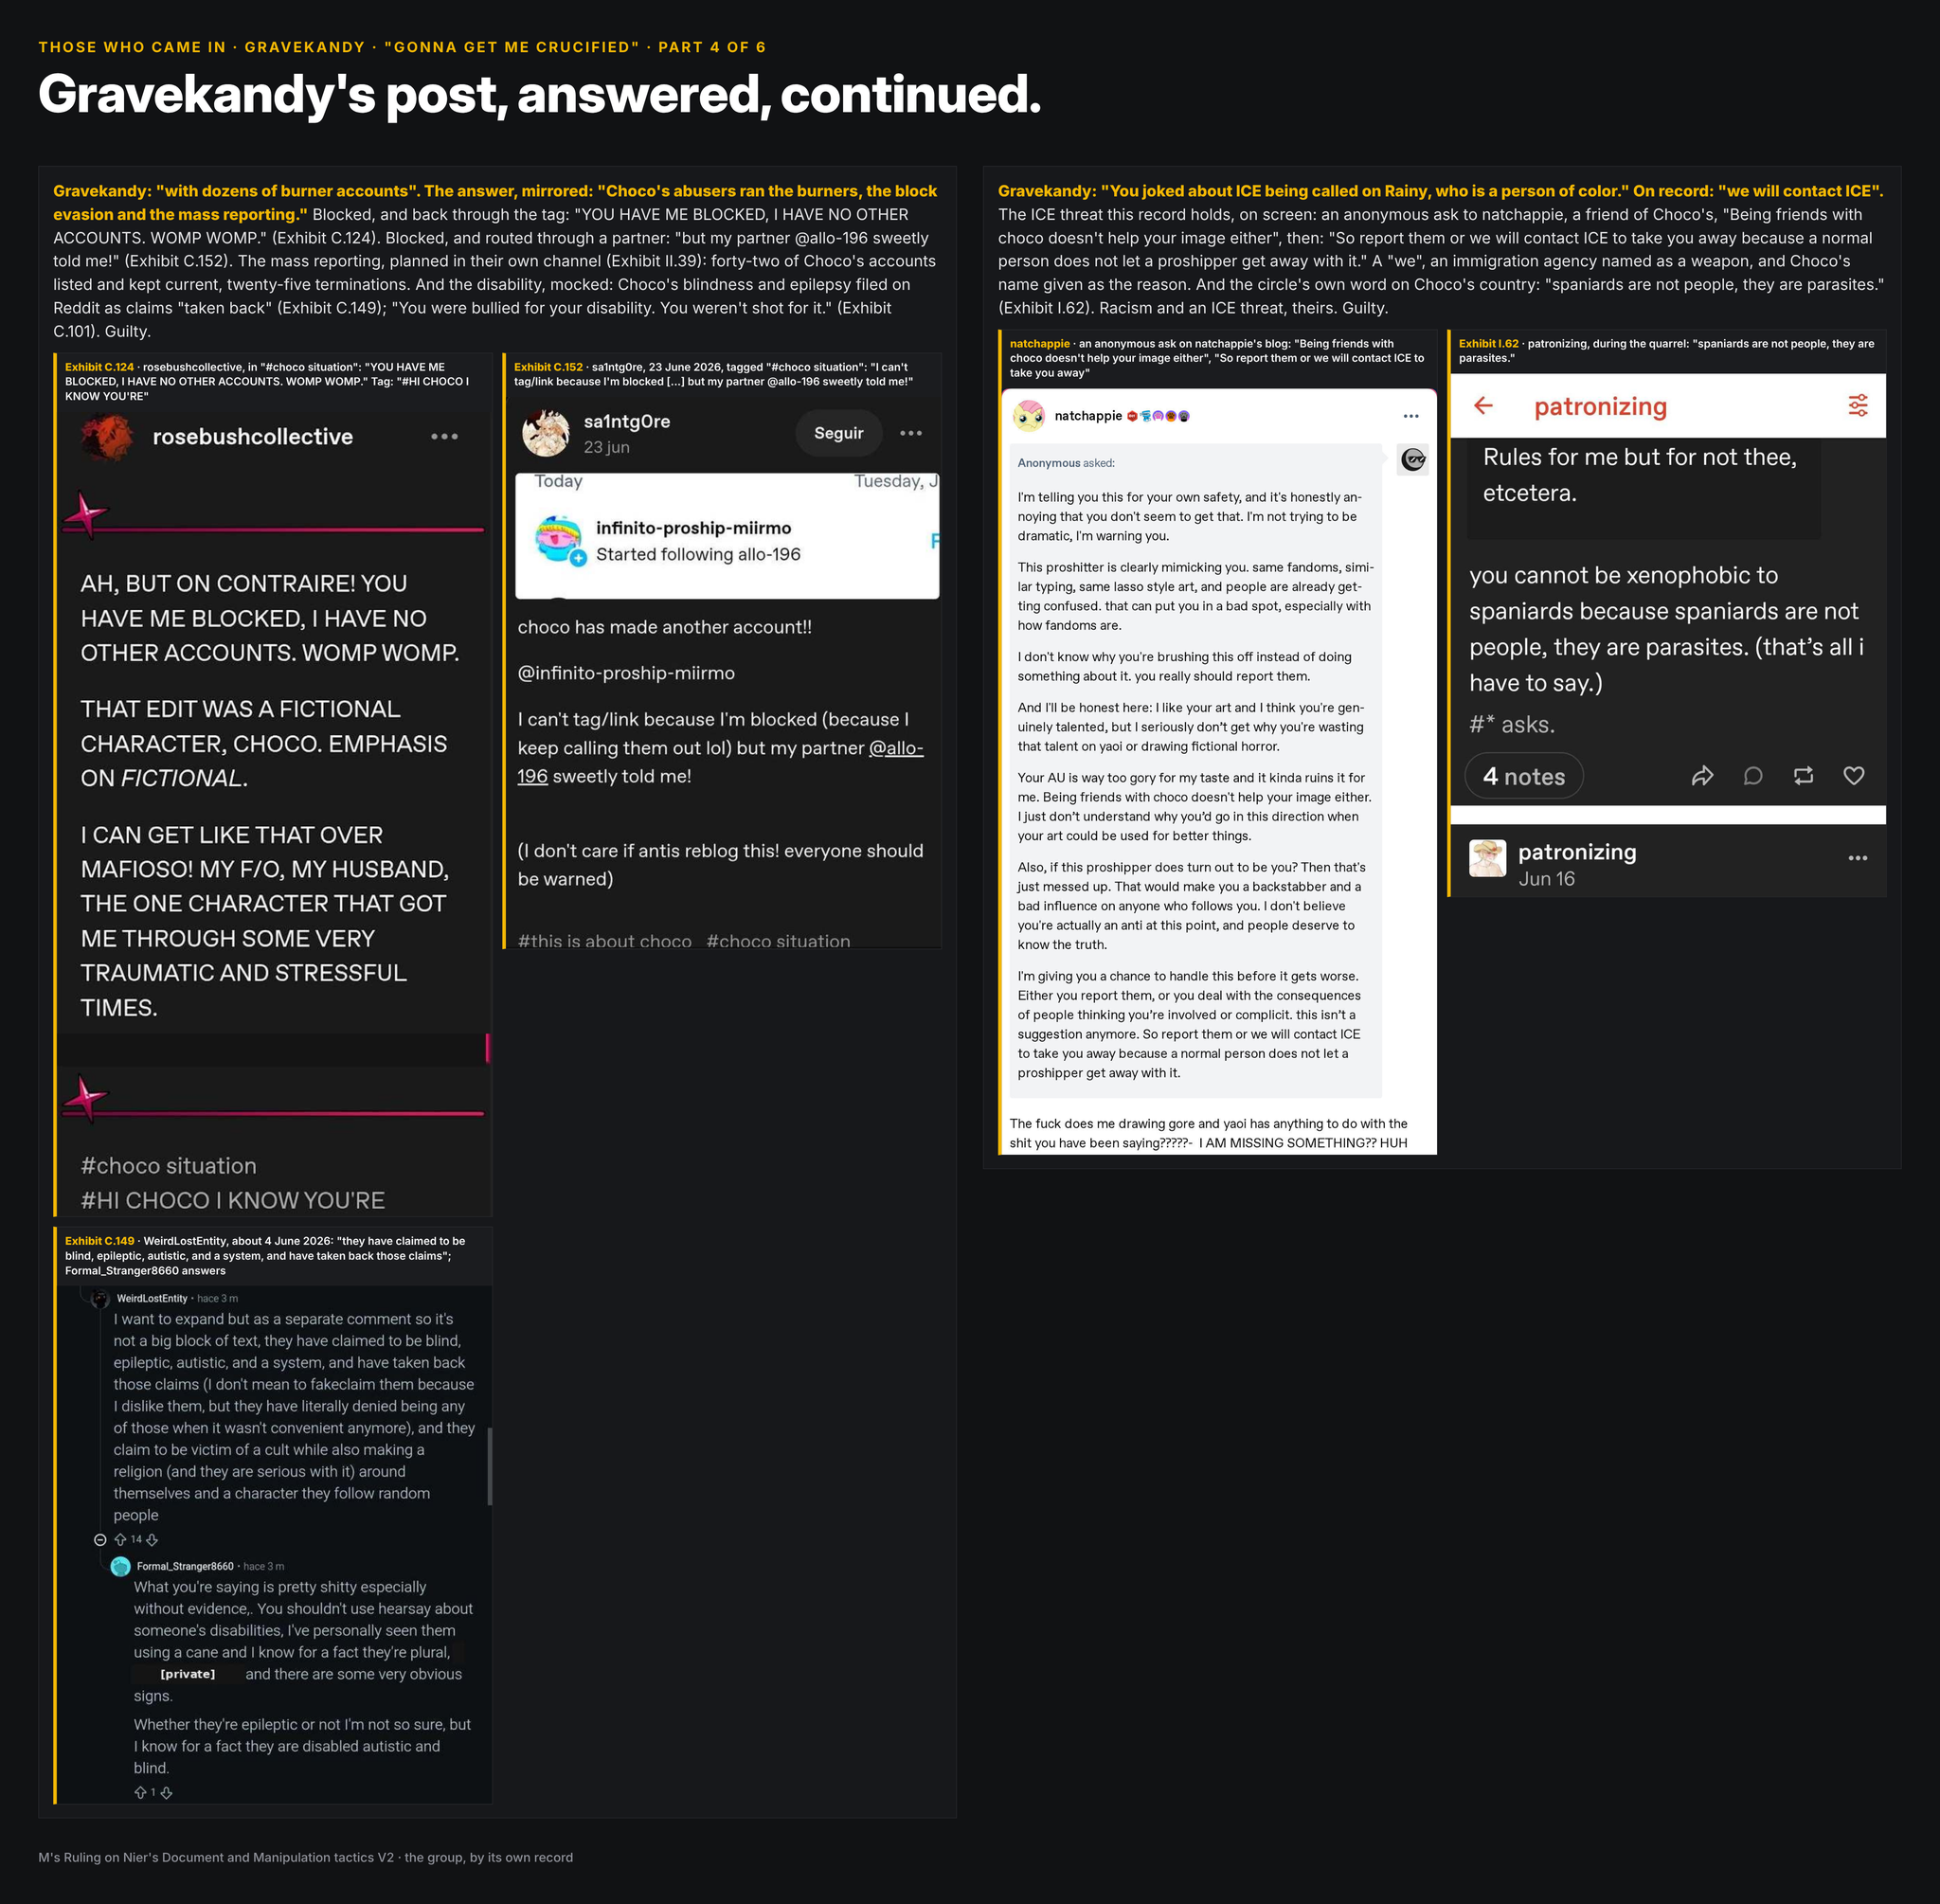 THOSE WHO CAME IN · GRAVEKANDY · "GONNA GET ME CRUCIFIED" · PART 4 OF 6
Gravekandy's post, answered, continued.
Gravekandy: "with dozens of burner accounts". The answer, mirrored: "Choco's abusers ran the burners, the block
evasion and the mass reporting." Blocked, and back through the tag: "YOU HAVE ME BLOCKED, I HAVE NO OTHER
ACCOUNTS. WOMP WOMP." (Exhibit C.124). Blocked, and routed through a partner: "but my partner @allo-196 sweetly
told me!" (Exhibit C.152). The mass reporting, planned in their own channel (Exhibit II.39): forty-two of Choco's accounts
listed and kept current, twenty-five terminations. And the disability, mocked: Choco's blindness and epilepsy filed on
Reddit as claims "taken back" (Exhibit C.149); "You were bullied for your disability. You weren't shot for it." (Exhibit
C.101). Guilty.
Exhibit C.124 · rosebushcollective, in "#choco situation": "YOU HAVE ME
BLOCKED, I HAVE NO OTHER ACCOUNTS. WOMP WOMP." Tag: "#HI CHOCO I
KNOW YOU'RE"
rosebushcollective
AH, BUT ON CONTRAIRE! YOU
HAVE ME BLOCKED, I HAVE NO
OTHER ACCOUNTS. WOMP WOMP.
THAT EDIT WAS A FICTIONAL
CHARACTER, CHOCO. EMPHASIS
ON FICTIONAL.
I CAN GET LIKE THAT OVER
MAFIOSO! MY F/O, MY HUSBAND,
THE ONE CHARACTER THAT GOT
ME THROUGH SOME VERY
TRAUMATIC AND STRESSFUL
TIMES.
#choco situation
#HI CHOCO I KNOW YOU'RE
Exhibit C.152 · sa1ntg0re, 23 June 2026, tagged "#choco situation": "I can't
tag/link because I'm blocked [...] but my partner @allo-196 sweetly told me!"
sa1ntg0re
23 jun
Seguir
Today
Tuesday, J
infinito-proship-miirmo
Started following allo-196
F
choco has made another account!!
@infinito-proship-miirmo
I can't tag/link because I'm blocked (because I
keep calling them out lol) but my partner @allo-
196 sweetly told me!
(I don't care if antis reblog this! everyone should
be warned)
#this is about choco #choco situation
Exhibit C.149 · WeirdLostEntity, about 4 June 2026: "they have claimed to be
blind, epileptic, autistic, and a system, and have taken back those claims";
Formal_Stranger8660 answers
WeirdLostEntity · hace 3 m
I want to expand but as a separate comment so it's
not a big block of text, they have claimed to be blind,
epileptic, autistic, and a system, and have taken back
those claims (I don't mean to fakeclaim them because
I dislike them, but they have literally denied being any
of those when it wasn't convenient anymore), and they
claim to be victim of a cult while also making a
religion (and they are serious with it) around
themselves and a character they follow random
people
14
Formal_Stranger8660 · hace 3 m
What you're saying is pretty shitty especially
without evidence,. You shouldn't use hearsay about
someone's disabilities, I've personally seen them
using a cane and I know for a fact they're plural,
[private] and there are some very obvious
signs.
Whether they're epileptic or not I'm not so sure, but
I know for a fact they are disabled autistic and
blind.
1
Gravekandy: "You joked about ICE being called on Rainy, who is a person of color." On record: "we will contact ICE".
The ICE threat this record holds, on screen: an anonymous ask to natchappie, a friend of Choco's, "Being friends with
choco doesn't help your image either", then: "So report them or we will contact ICE to take you away because a normal
person does not let a proshipper get away with it." A "we", an immigration agency named as a weapon, and Choco's
name given as the reason. And the circle's own word on Choco's country: "spaniards are not people, they are parasites."
(Exhibit I.62). Racism and an ICE threat, theirs. Guilty.
natchappie · an anonymous ask on natchappie's blog: "Being friends with
choco doesn't help your image either", "So report them or we will contact ICE to
take you away"
natchappie
Anonymous asked:
I'm telling you this for your own safety, and it's honestly an-
noying that you don't seem to get that. I'm not trying to be
dramatic, I'm warning you.
This proshitter is clearly mimicking you. same fandoms, simi-
lar typing, same lasso style art, and people are already get-
ting confused. that can put you in a bad spot, especially with
how fandoms are.
I don't know why you're brushing this off instead of doing
something about it. you really should report them.
And I'll be honest here: I like your art and I think you're gen-
uinely talented, but I seriously don't get why you're wasting
that talent on yaoi or drawing fictional horror.
Your AU is way too gory for my taste and it kinda ruins it for
me. Being friends with choco doesn't help your image either.
I just don't understand why you'd go in this direction when
your art could be used for better things.
Also, if this proshipper does turn out to be you? Then that's
just messed up. That would make you a backstabber and a
bad influence on anyone who follows you. I don't believe
you're actually an anti at this point, and people deserve to
know the truth.
I'm giving you a chance to handle this before it gets worse.
Either you report them, or you deal with the consequences
of people thinking you're involved or complicit. this isn't a
suggestion anymore. So report them or we will contact ICE
to take you away because a normal person does not let a
proshipper get away with it.
The fuck does me drawing gore and yaoi has anything to do with the
shit you have been saying?????- I AM MISSING SOMETHING?? HUH
Exhibit I.62 · patronizing, during the quarrel: "spaniards are not people, they are
parasites."
patronizing
Rules for me but for not thee,
etcetera.
you cannot be xenophobic to
spaniards because spaniards are not
people, they are parasites. (that's all i
have to say.)
#* asks.
4 notes
patronizing
Jun 16
M's Ruling on Nier's Document and Manipulation tactics V2 · the group, by its own record